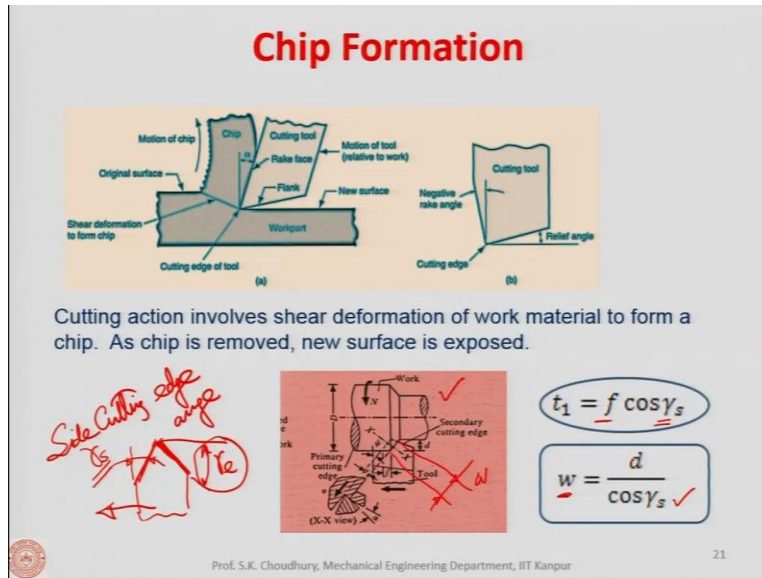 Chip Formation
Motion of chip
Chip
Cutting tool
α
Rake face
Motion of tool
(relative to work)
Original surface
Flank
New surface
Shear deformation
to form chip
Workpart
Cutting edge of tool
(a)
Cutting tool
Negative
rake angle
Relief angle
Cutting edge
(b)
Cutting action involves shear deformation of work material to form a
chip. As chip is removed, new surface is exposed.
Side Cutting edge
ange
γs
γe
Work
V
D
Secondary
cutting edge
d
Primary
cutting
edge
Tool
w
(X-X view)
t₁ = f cosγₛ
w = d / cosγₛ
21
Prof. S.K. Choudhury, Mechanical Engineering Department, IIT Kanpur